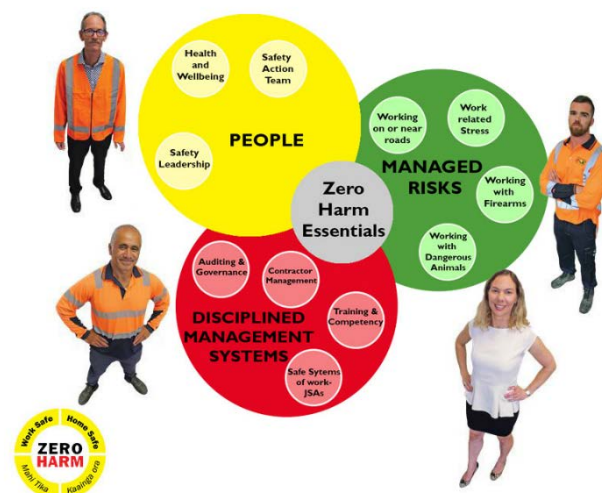 Health
and
Wellbeing
Safety
Action
Team
PEOPLE
Safety
Leadership
Working
on or near
roads
Work
related
Stress
MANAGED
RISKS
Working
with
Firearms
Working
with
Dangerous
Animals
Zero
Harm
Essentials
Auditing &
Governance
Contractor
Management
DISCIPLINED
MANAGEMENT
SYSTEMS
Training &
Competency
Safe Sytems
of work-
JSAs
Work Safe
Home Safe
ZERO
HARM
Mahi Tika
Kaainga ora